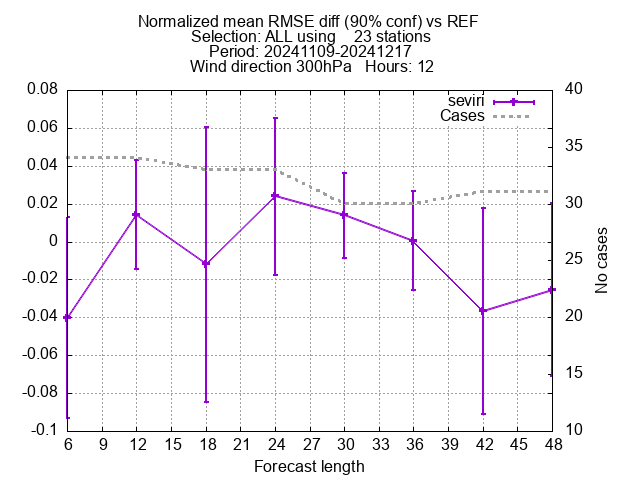 Normalized mean RMSE diff (90% conf) vs REF
Selection: ALL using    23 stations
Period: 20241109-20241217
Wind direction 300hPa   Hours: 12
seviri
Cases
0.08
0.06
0.04
0.02
0
-0.02
-0.04
-0.06
-0.08
-0.1
40
35
30
25
20
15
10
No cases
6 9 12 15 18 21 24 27 30 33 36 39 42 45 48
Forecast length